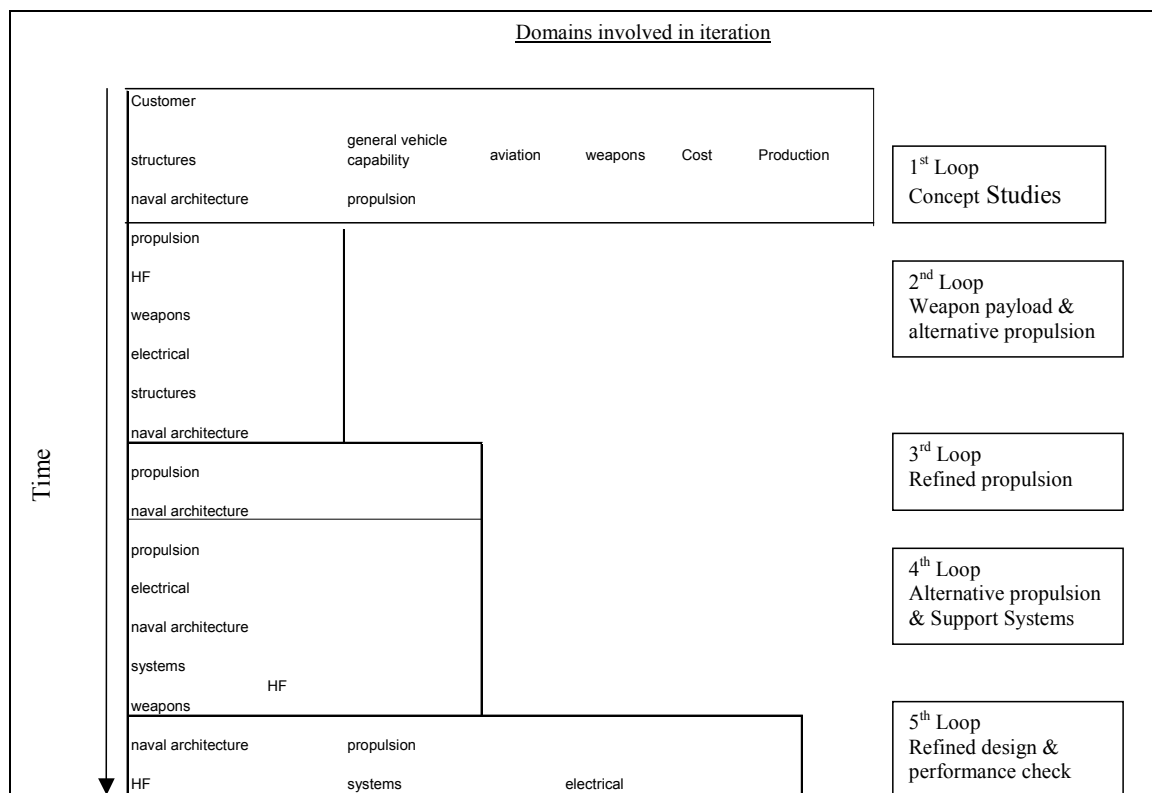 Domains involved in iteration
Time
Customer
structures
general vehicle
capability
aviation
weapons
Cost
Production
naval architecture
propulsion
1st Loop
Concept Studies
propulsion
HF
weapons
electrical
structures
naval architecture
2nd Loop
Weapon payload &
alternative propulsion
propulsion
naval architecture
3rd Loop
Refined propulsion
propulsion
electrical
naval architecture
systems
HF
weapons
4th Loop
Alternative propulsion
& Support Systems
naval architecture
propulsion
HF
systems
electrical
5th Loop
Refined design &
performance check